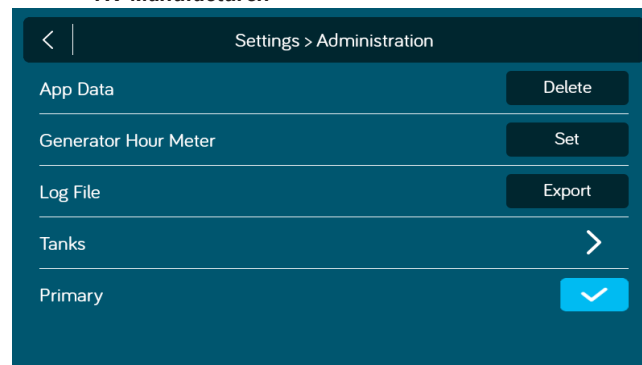 Settings > Administration
App Data
Delete
Generator Hour Meter
Set
Log File
Export
Tanks
Primary